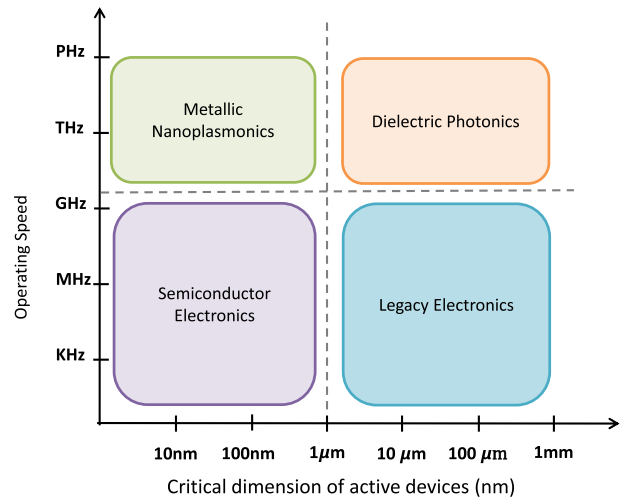 PHz
Metallic
Nanoplasmonics
Dielectric Photonics
THz
GHz
Operating Speed
MHz
Semiconductor
Electronics
Legacy Electronics
KHz
10nm 100nm 1μm 10 μm 100 μm 1mm
Critical dimension of active devices (nm)